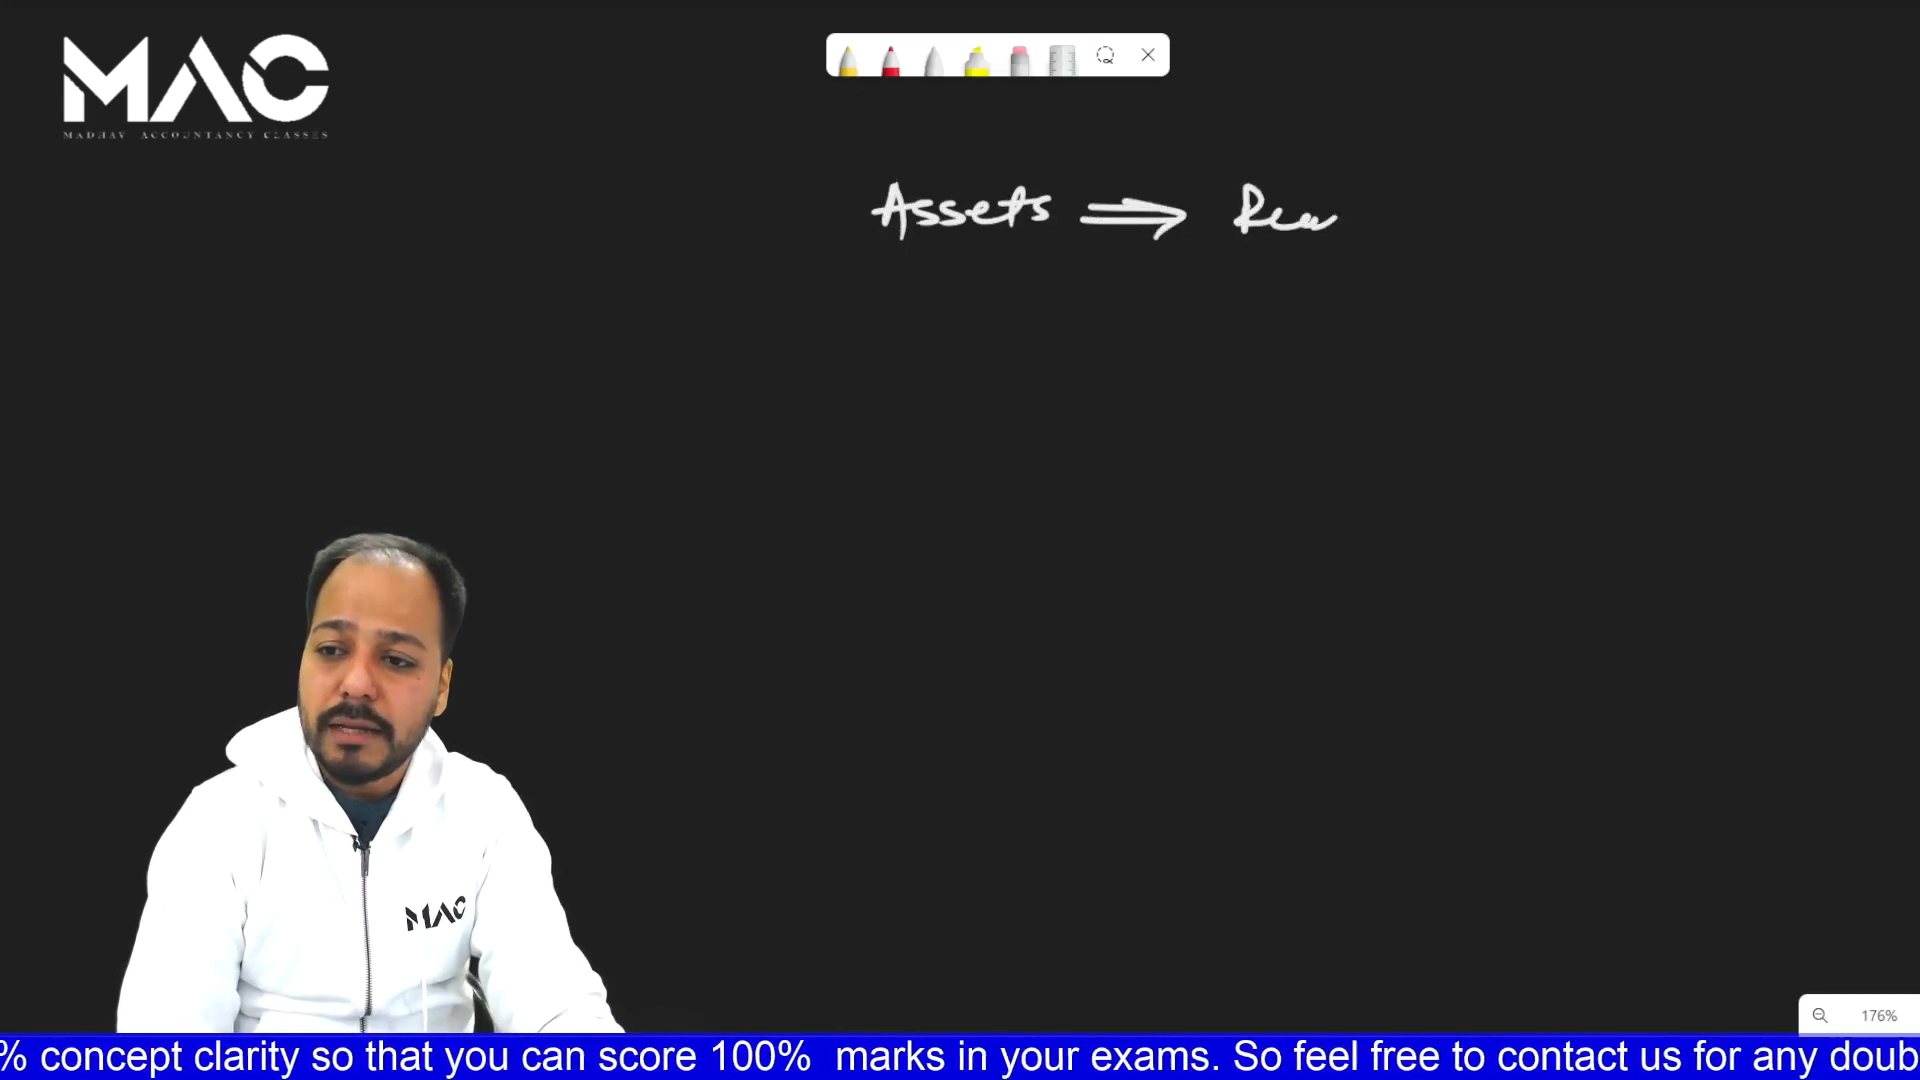 MAC
MADHAV ACCOUNTANCY CLASSES
Assets ⇒ Rea
MAC
176%
% concept clarity so that you can score 100% marks in your exams. So feel free to contact us for any doub